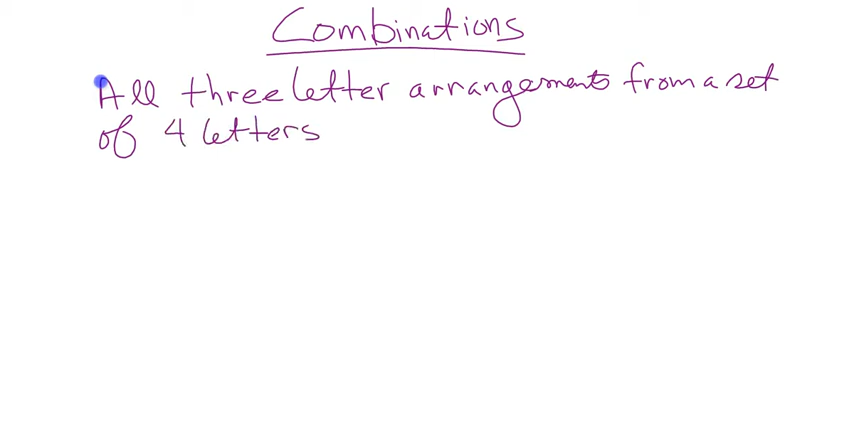 Combinations
All three letter arrangements from a set
of 4 letters